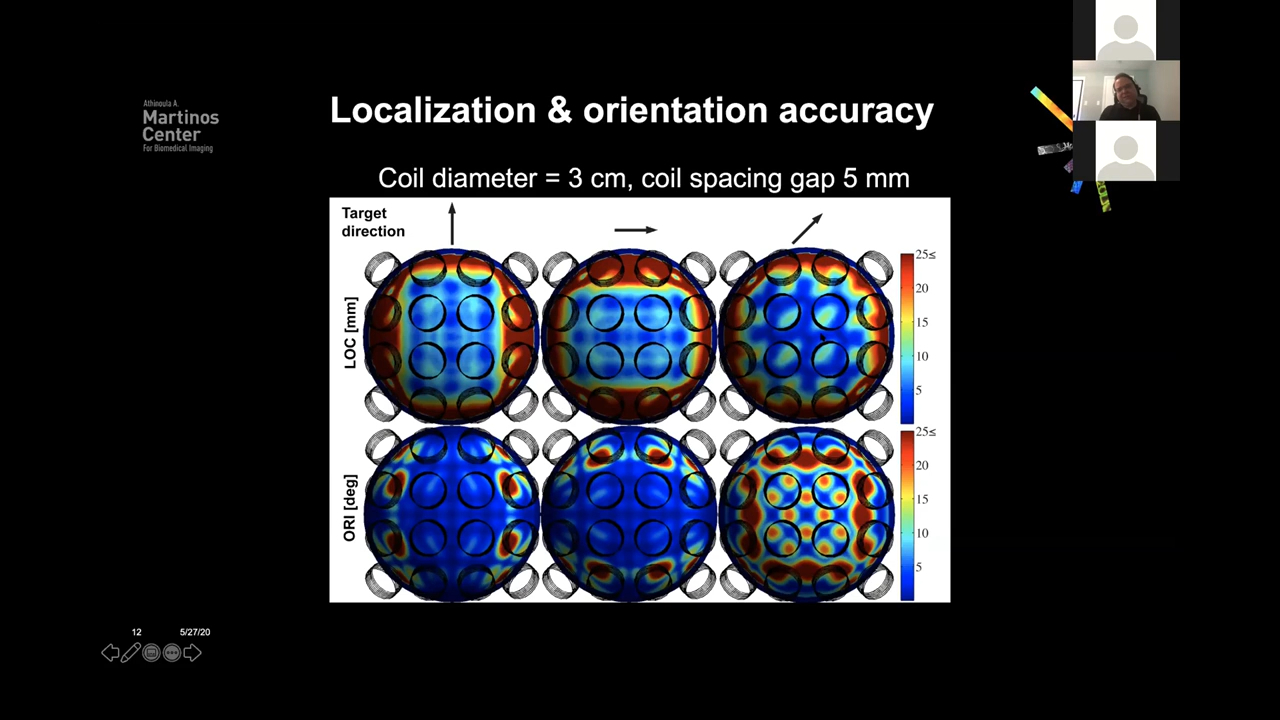 Athinoula A.
Martinos
Center
For Biomedical Imaging
Localization & orientation accuracy
Coil diameter = 3 cm, coil spacing gap 5 mm
Target
direction
LOC [mm]
25≤
20
15
10
5
ORI [deg]
25≤
20
15
10
5
12
5/27/20